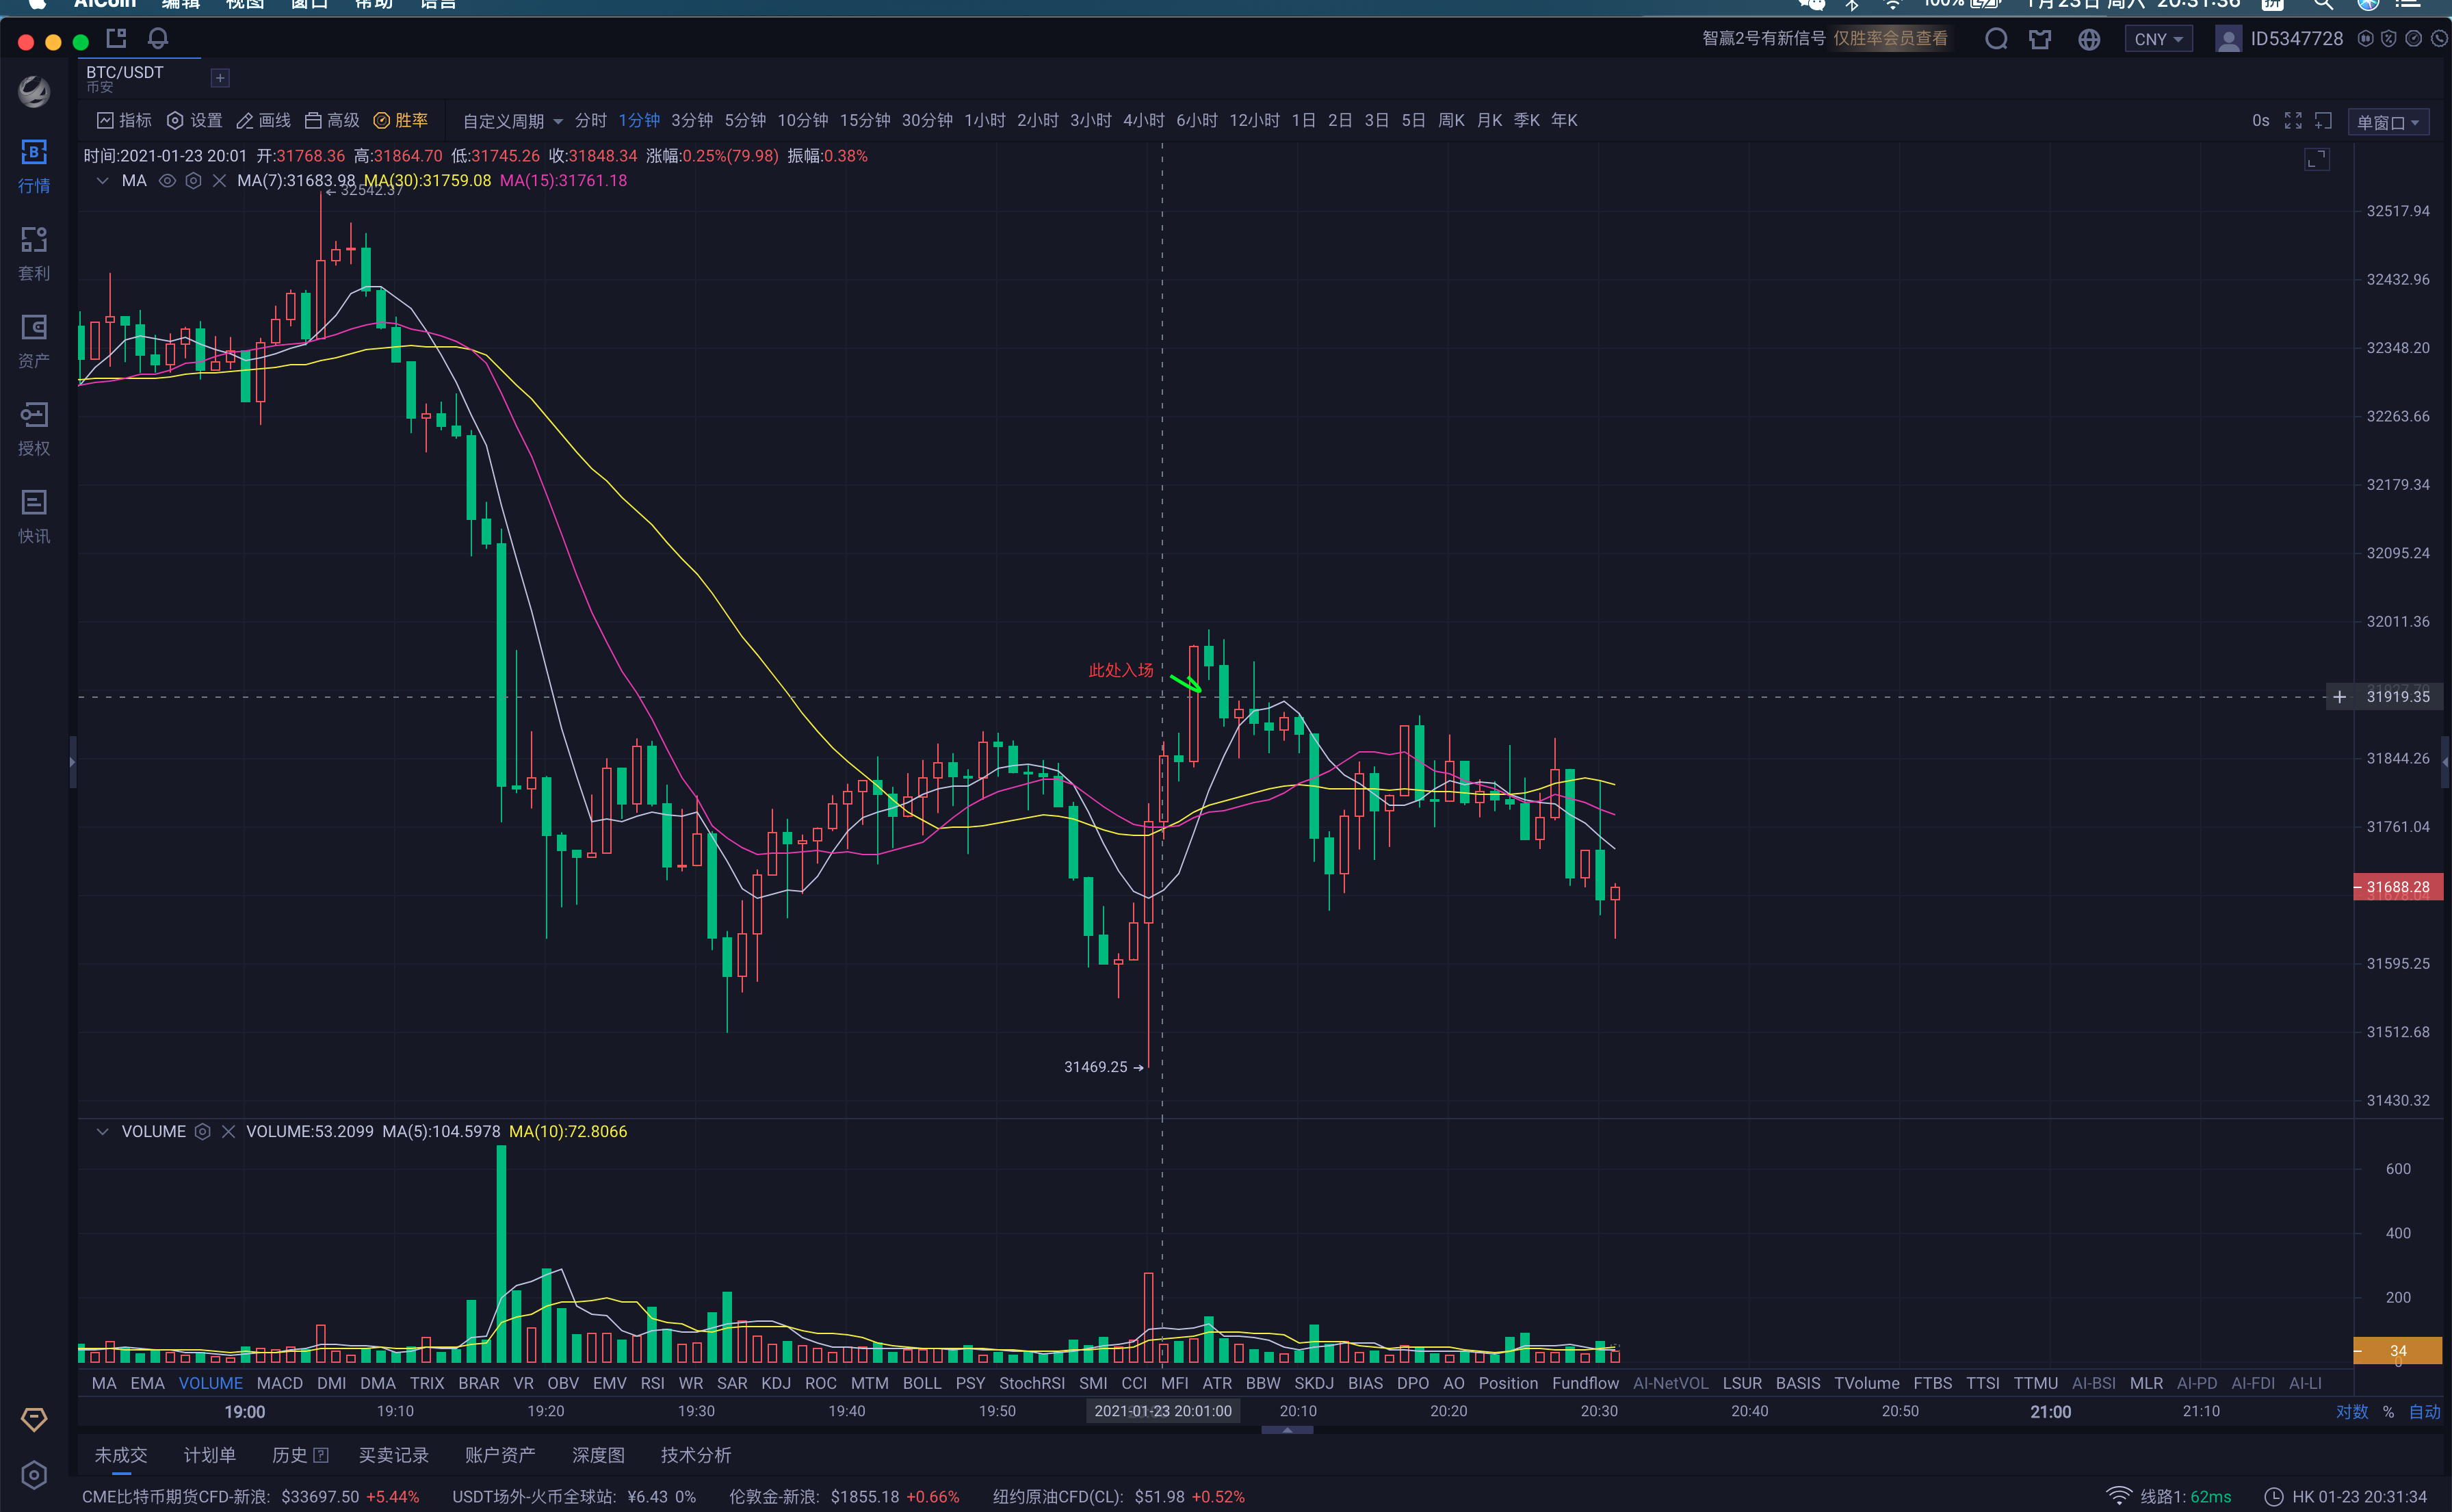 AICoin 编辑 视图 窗口 帮助 语言 100% 1月23日 周六 20:31:36 拼
智赢2号有新信号 仅胜率会员查看 CNY ID5347728
BTC/USDT
币安
指标 设置 画线 高级 胜率 自定义周期 分时 1分钟 3分钟 5分钟 10分钟 15分钟 30分钟 1小时 2小时 3小时 4小时 6小时 12小时 1日 2日 3日 5日 周K 月K 季K 年K 0s 单窗口
时间:2021-01-23 20:01 开:31768.36 高:31864.70 低:31745.26 收:31848.34 涨幅:0.25%(79.98) 振幅:0.38%
MA MA(7):31683.98 MA(30):31759.08 MA(15):31761.18
32542.37
行情
套利
资产
授权
快讯
32517.94
32432.96
32348.20
32263.66
32179.34
32095.24
32011.36
此处入场
31919.35
31844.26
31761.04
31688.28
31595.25
31512.68
31469.25
31430.32
VOLUME VOLUME:53.2099 MA(5):104.5978 MA(10):72.8066
600
400
200
34
MA EMA VOLUME MACD DMI DMA TRIX BRAR VR OBV EMV RSI WR SAR KDJ ROC MTM BOLL PSY StochRSI SMI CCI MFI ATR BBW SKDJ BIAS DPO AO Position Fundflow AI-NetVOL LSUR BASIS TVolume FTBS TTSI TTMU AI-BSI MLR AI-PD AI-FDI AI-LI
19:00 19:10 19:20 19:30 19:40 19:50 2021-01-23 20:01:00 20:10 20:20 20:30 20:40 20:50 21:00 21:10 对数 % 自动
未成交 计划单 历史 买卖记录 账户资产 深度图 技术分析
CME比特币期货CFD-新浪: $33697.50 +5.44% USDT场外-火币全球站: ¥6.43 0% 伦敦金-新浪: $1855.18 +0.66% 纽约原油CFD(CL): $51.98 +0.52% 线路1: 62ms HK 01-23 20:31:34